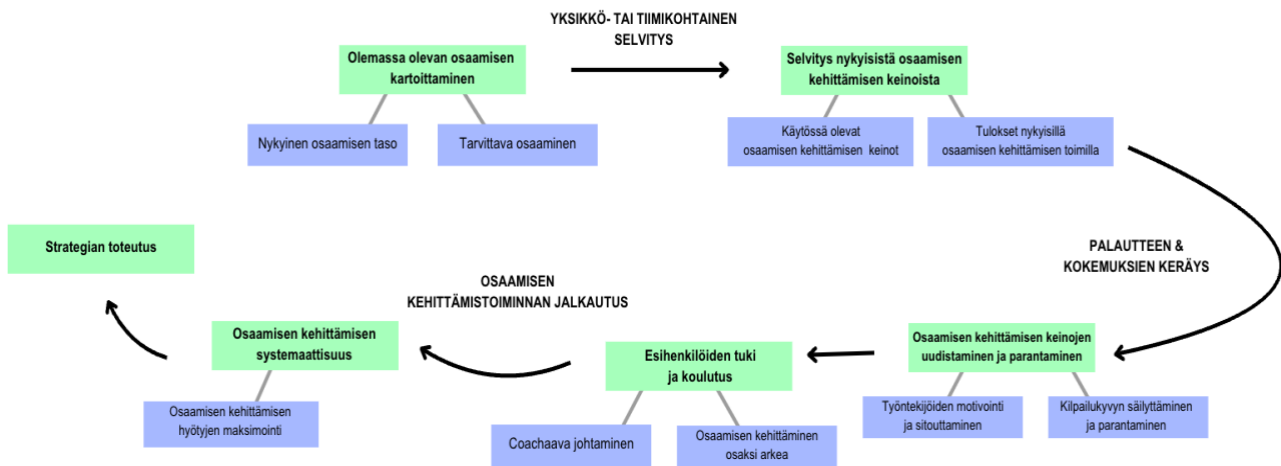 YKSIKKÖ- TAI TIIMIKOHTAINEN
SELVITYS
Olemassa olevan osaamisen
kartoittaminen
Nykyinen osaamisen taso
Tarvittava osaaminen
Selvitys nykyisistä osaamisen
kehittämisen keinoista
Käytössä olevat
osaamisen kehittämisen keinot
Tulokset nykyisillä
osaamisen kehittämisen toimilla
PALAUTTEEN &
KOKEMUKSIEN KERÄYS
Osaamisen kehittämisen keinojen
uudistaminen ja parantaminen
Työntekijöiden motivointi
ja sitouttaminen
Kilpailukyvyn säilyttäminen
ja parantaminen
Esihenkilöiden tuki
ja koulutus
Coachaava johtaminen
Osaamisen kehittäminen
osaksi arkea
OSAAMISEN
KEHITTÄMISTOIMINNAN JALKAUTUS
Osaamisen kehittämisen
systemaattisuus
Osaamisen kehittämisen
hyötyjen maksimointi
Strategian toteutus